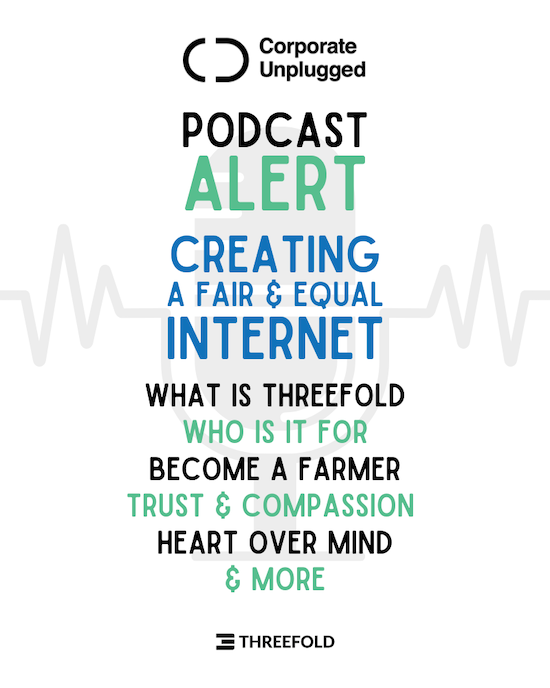 Corporate
Unplugged
PODCAST
ALERT
CREATING
A FAIR & EQUAL
INTERNET
WHAT IS THREEFOLD
WHO IS IT FOR
BECOME A FARMER
TRUST & COMPASSION
HEART OVER MIND
& MORE
THREEFOLD